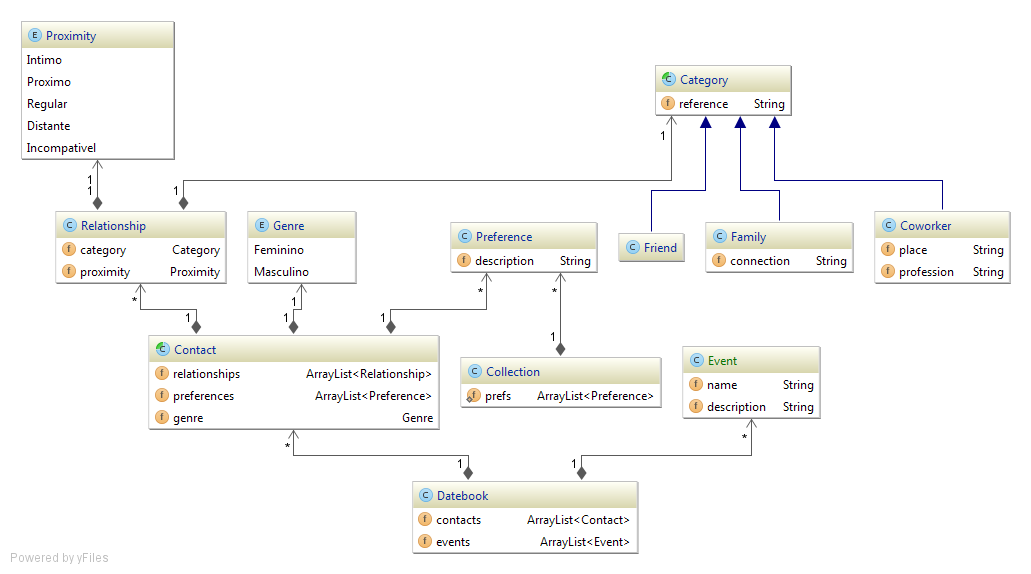 E Proximity
Intimo
Proximo
Regular
Distante
Incompativel
C Category
f reference String
1
1
1
1
C Relationship
f category Category
f proximity Proximity
E Genre
Feminino
Masculino
C Preference
f description String
C Friend
C Family
f connection String
C Coworker
f place String
f profession String
*
1
1
1
*
1
*
1
C Contact
f relationships ArrayList<Relationship>
f preferences ArrayList<Preference>
f genre Genre
C Collection
f prefs ArrayList<Preference>
C Event
f name String
f description String
*
1
1
*
C Datebook
f contacts ArrayList<Contact>
f events ArrayList<Event>
Powered by yFiles